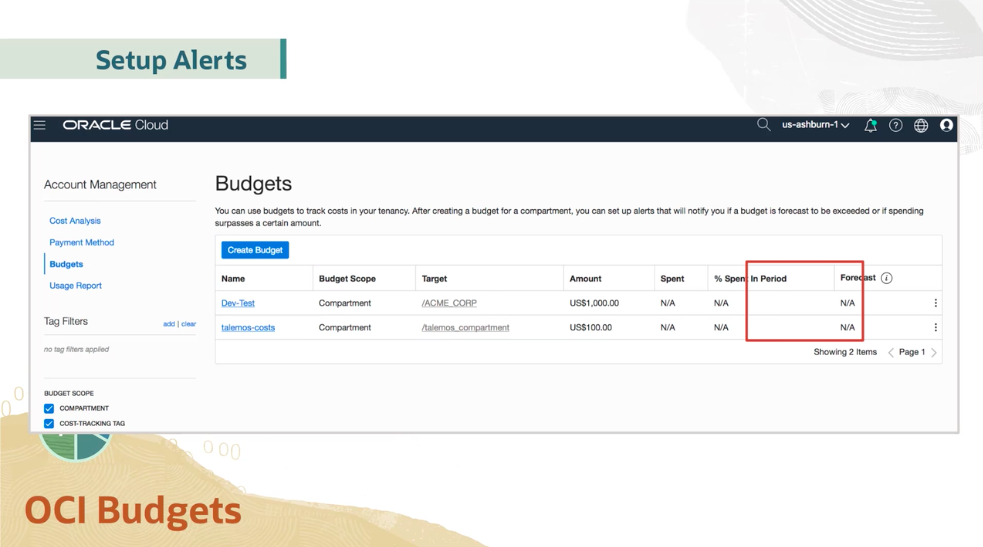 Setup Alerts
ORACLE Cloud
us-ashburn-1
Account Management
Cost Analysis
Payment Method
Budgets
Usage Report
Tag Filters
add | clear
no tag filters applied
BUDGET SCOPE
COMPARTMENT
COST-TRACKING TAG
Budgets
You can use budgets to track costs in your tenancy. After creating a budget for a compartment, you can set up alerts that will notify you if a budget is forecast to be exceeded or if spending
surpasses a certain amount.
Create Budget
Name Budget Scope Target Amount Spent % Spent In Period Forecast
Dev-Test Compartment /ACME_CORP US$1,000.00 N/A N/A N/A
talemos-costs Compartment /talemos_compartment US$100.00 N/A N/A N/A
Showing 2 Items < Page 1 >
OCI Budgets